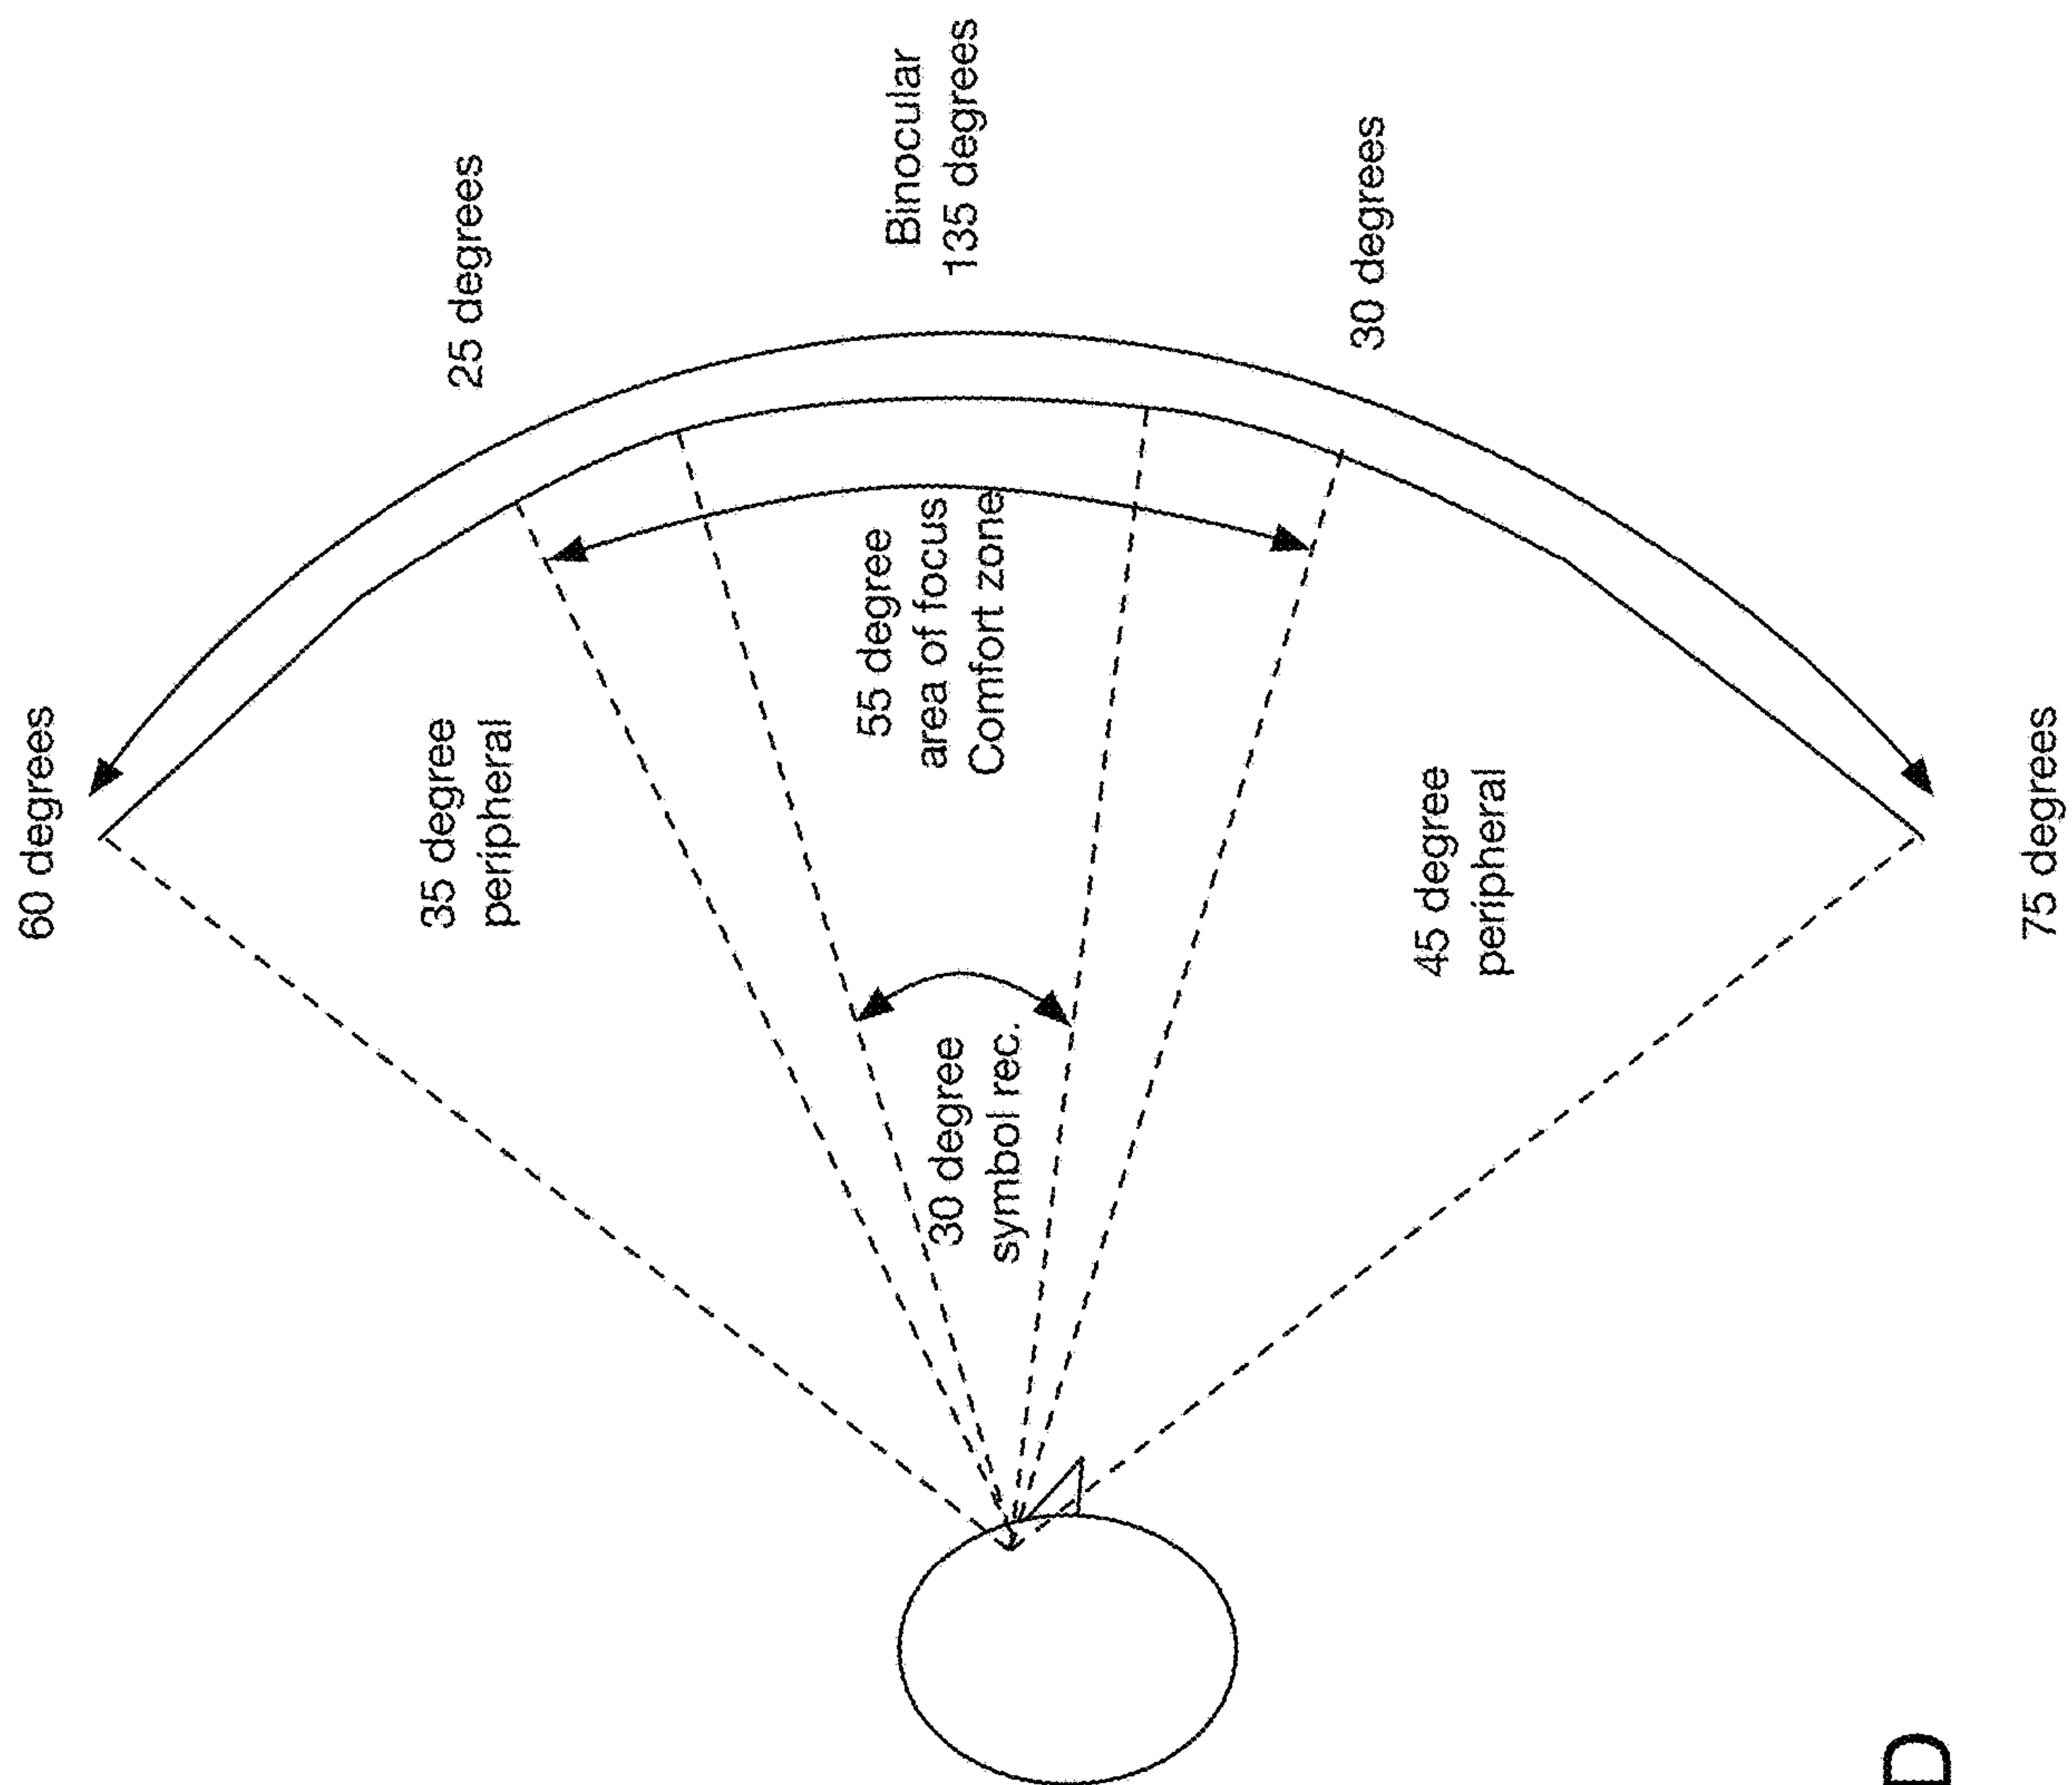 60 degrees
35 degree
peripheral
25 degrees
30 degree
symbol rec.
55 degree
area of focus
Comfort zone
Binocular
135 degrees
30 degrees
45 degree
peripheral
D
75 degrees